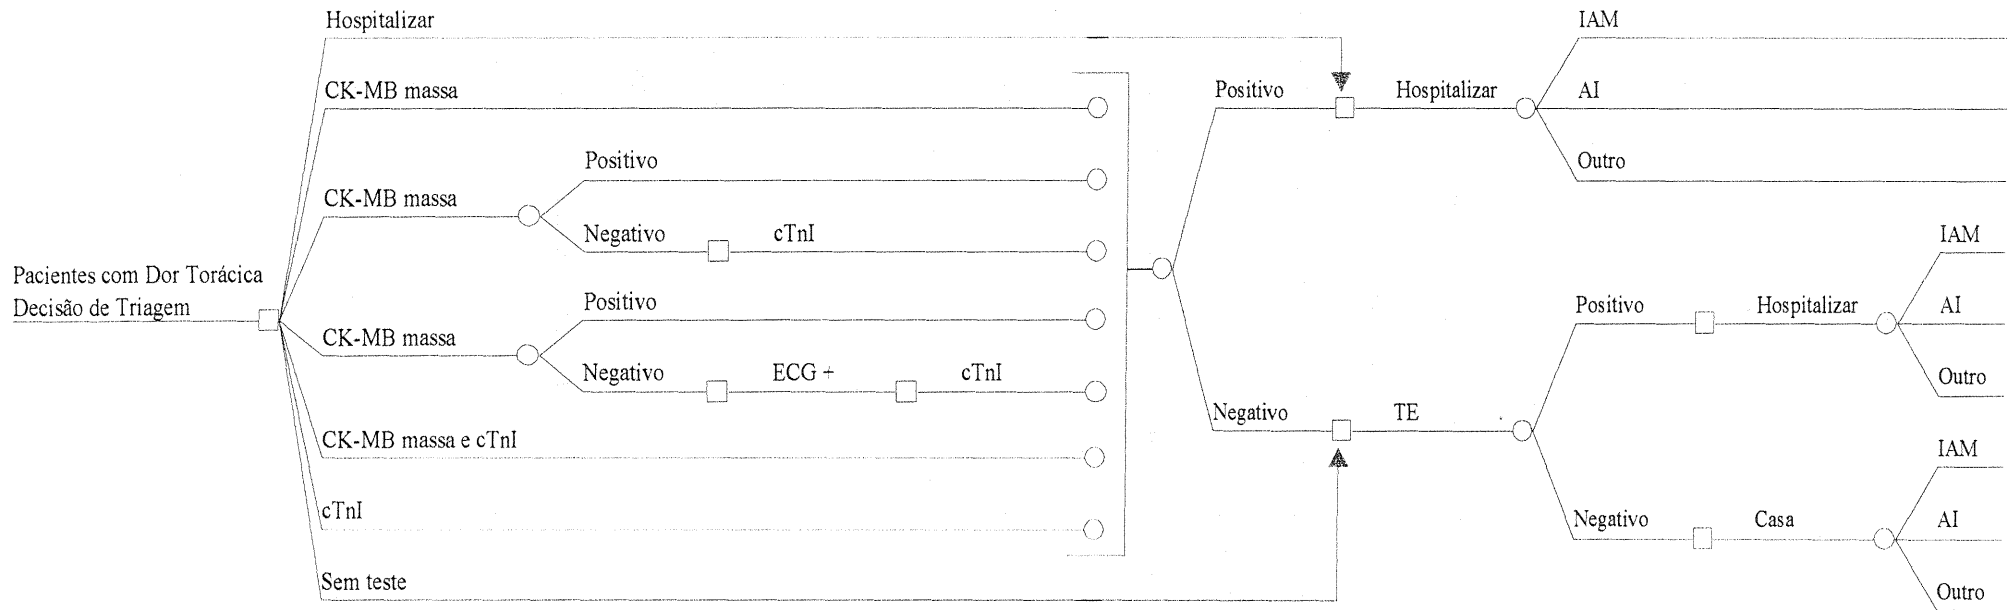 Hospitalizar
IAM
CK-MB massa
Positivo
Hospitalizar
AI
Positivo
Outro
CK-MB massa
Negativo
cTnI
IAM
Pacientes com Dor Torácica
Decisão de Triagem
Positivo
Positivo
Hospitalizar
AI
CK-MB massa
Negativo
ECG +
cTnI
Outro
Negativo
TE
CK-MB massa e cTnI
IAM
cTnI
Negativo
Casa
AI
Sem teste
Outro